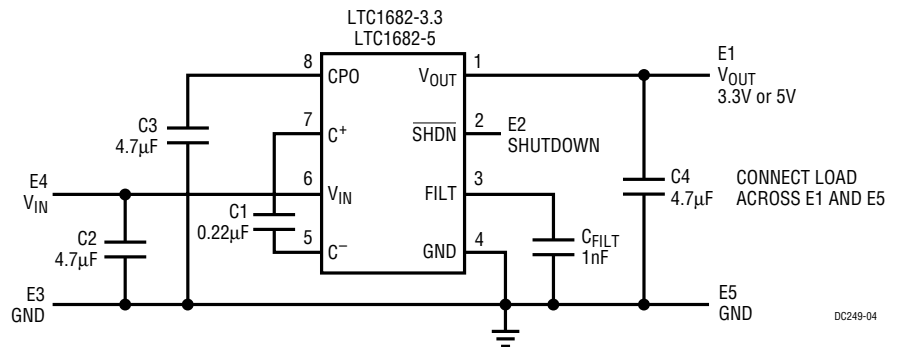 LTC1682-3.3
LTC1682-5
8
CPO
VOUT
1
E1
VOUT
3.3V or 5V
C3
4.7µF
7
C+
SHDN
2
E2
SHUTDOWN
E4
VIN
6
VIN
FILT
3
C4
4.7µF
CONNECT LOAD
ACROSS E1 AND E5
C1
0.22µF
C2
4.7µF
5
C–
GND
4
CFILT
1nF
E3
GND
E5
GND
DC249-04